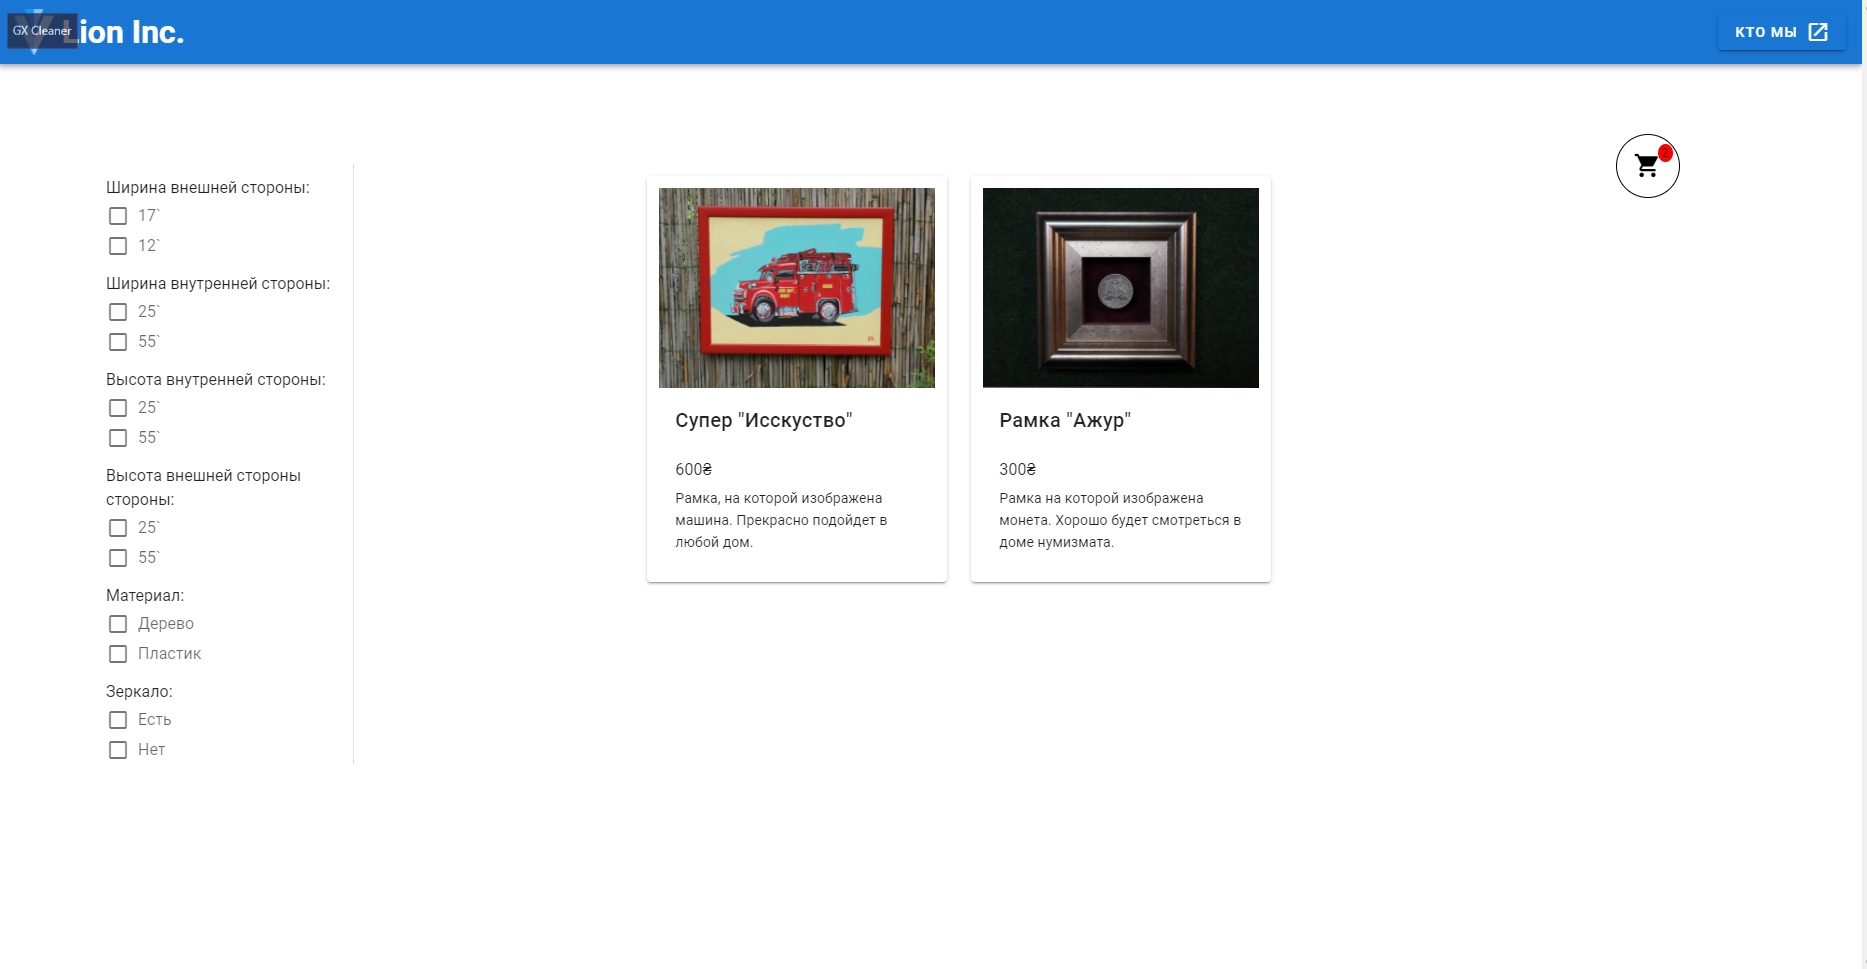 GX Cleaner
Lion Inc.
КТО МЫ
2
Ширина внешней стороны:
17`
12`
Ширина внутренней стороны:
25`
55`
Высота внутренней стороны:
25`
55`
Высота внешней стороны
стороны:
25`
55`
Материал:
Дерево
Пластик
Зеркало:
Есть
Нет
Супер "Исскуство"
600₴
Рамка, на которой изображена
машина. Прекрасно подойдет в
любой дом.
Рамка "Ажур"
300₴
Рамка на которой изображена
монета. Хорошо будет смотреться в
доме нумизмата.